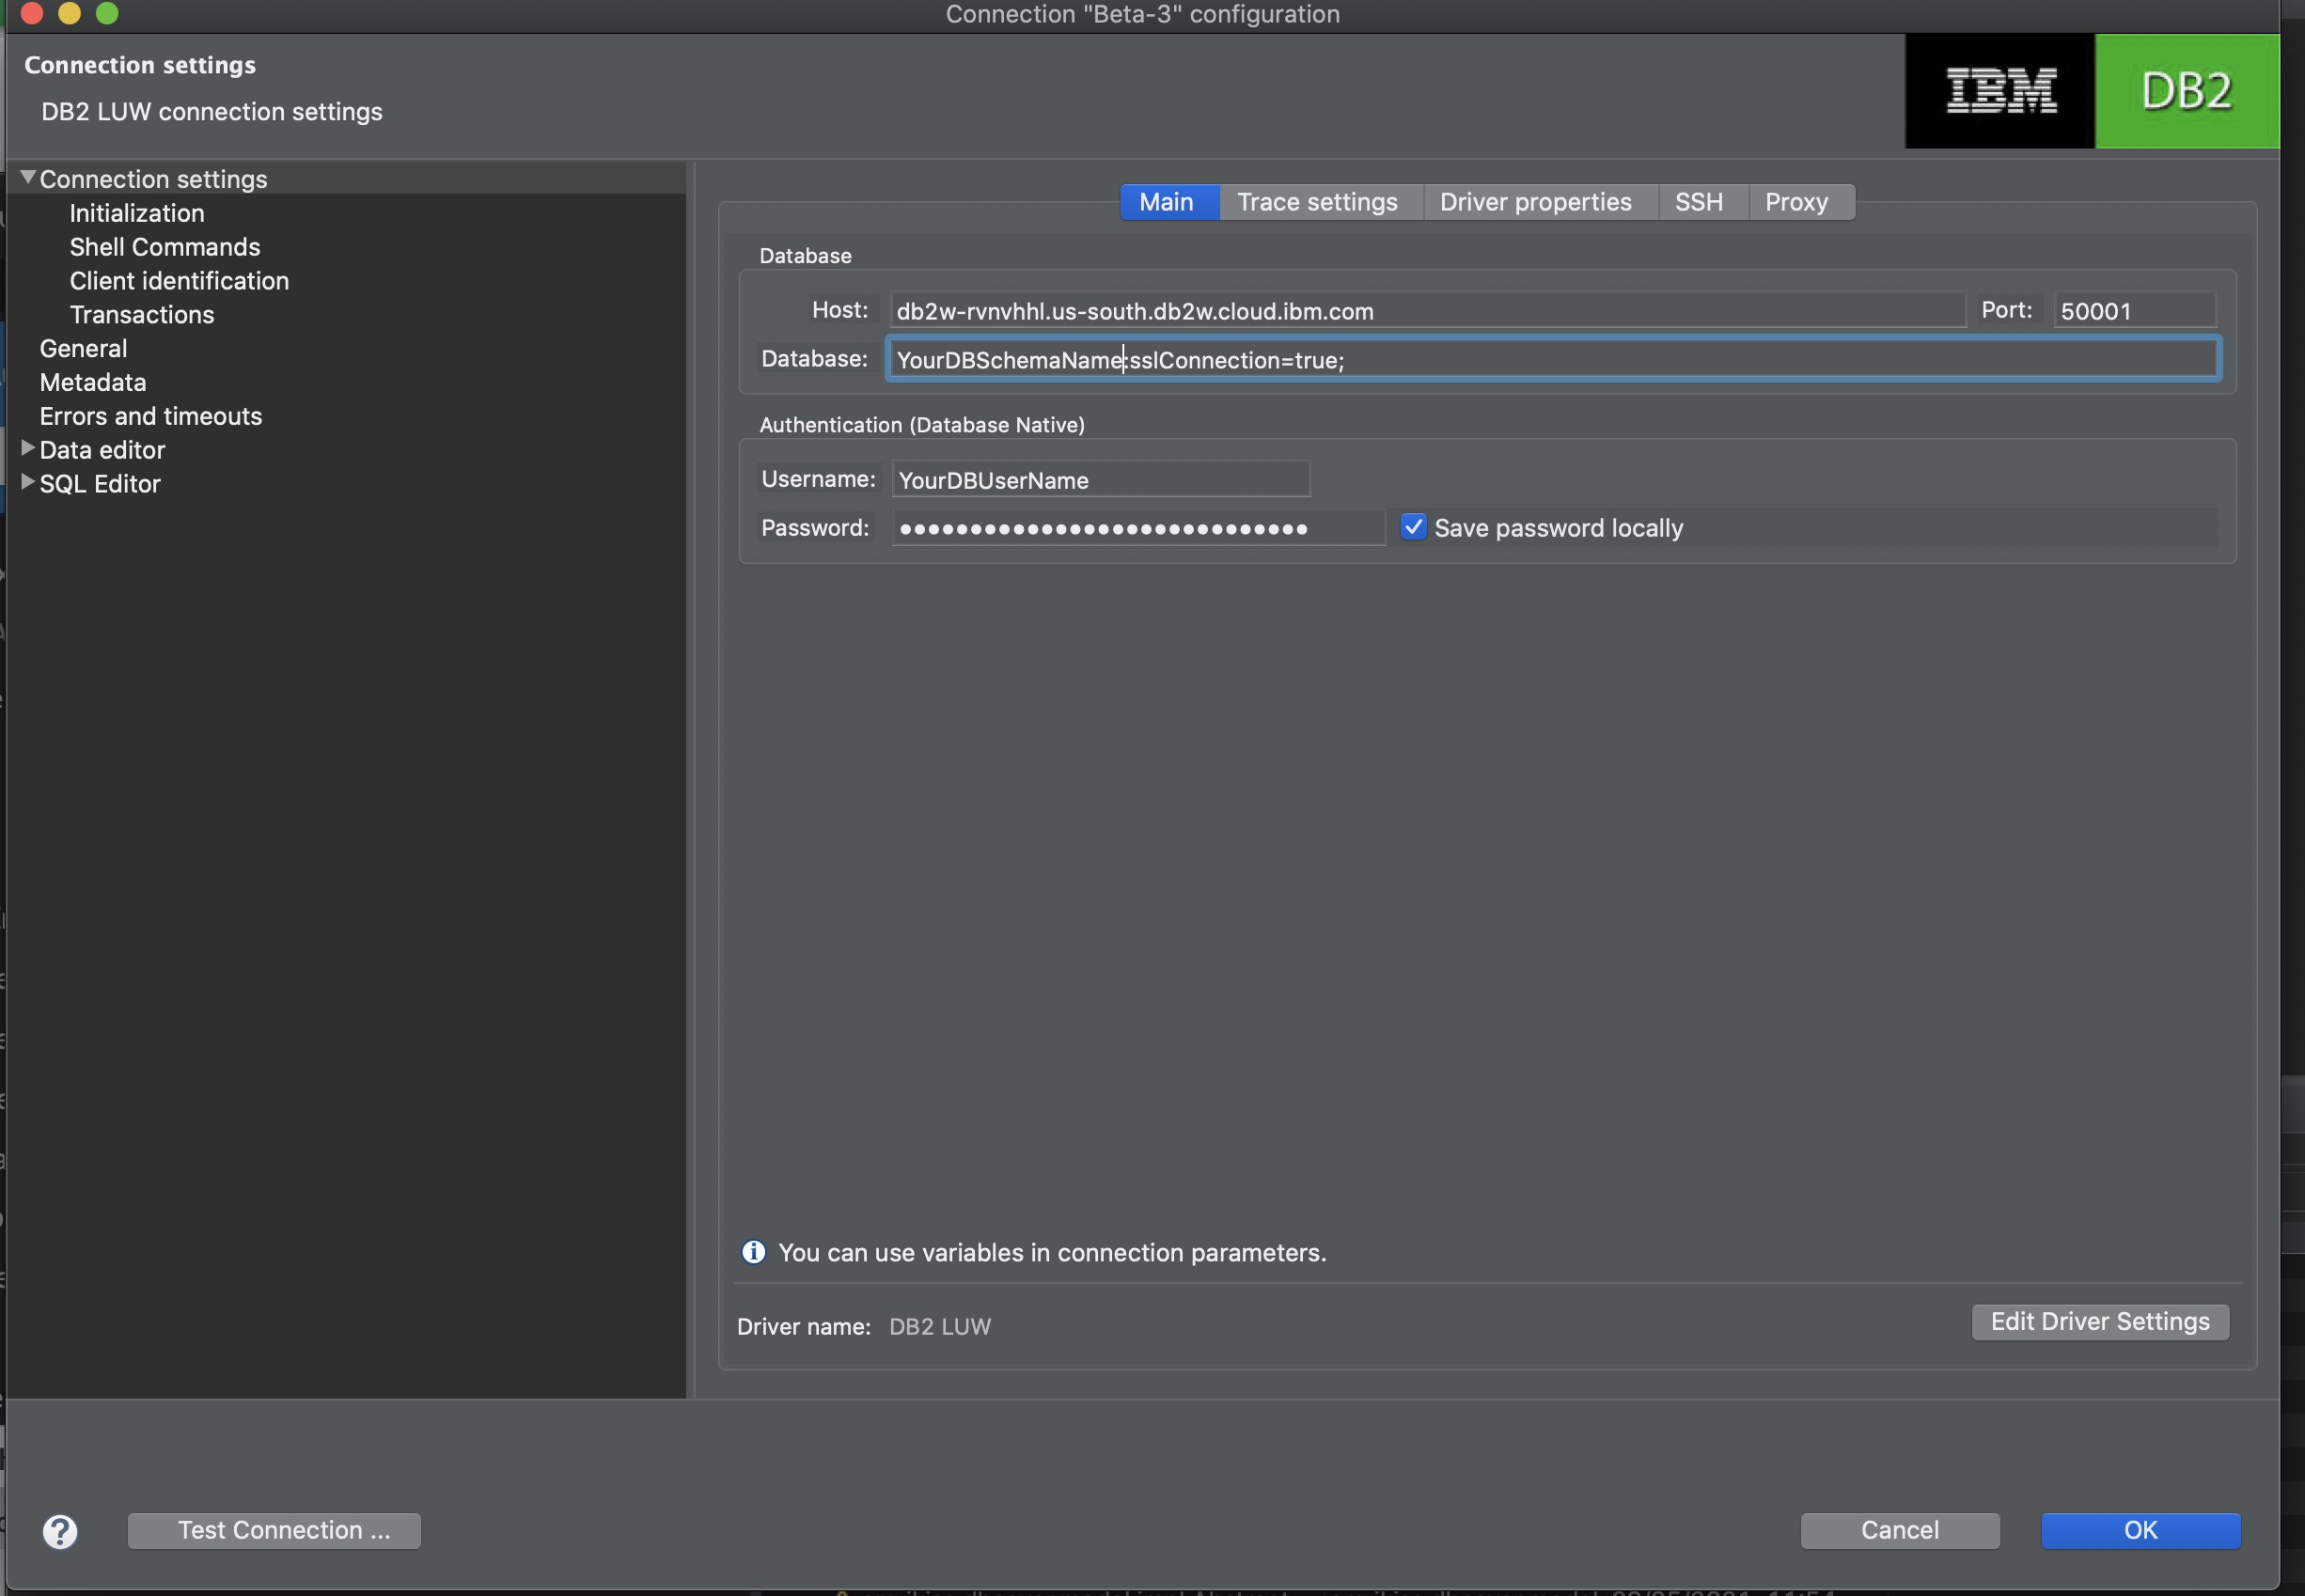 Connection "Beta-3" configuration
Connection settings
DB2 LUW connection settings
IBM DB2
Connection settings
Initialization
Shell Commands
Client identification
Transactions
General
Metadata
Errors and timeouts
Data editor
SQL Editor
Main Trace settings Driver properties SSH Proxy
Database
Host: db2w-rvnvhhl.us-south.db2w.cloud.ibm.com Port: 50001
Database: YourDBSchemaName:sslConnection=true;
Authentication (Database Native)
Username: YourDBUserName
Password: ●●●●●●●●●●●●●●●●●●●●●●●●●●●●● Save password locally
You can use variables in connection parameters.
Driver name: DB2 LUW Edit Driver Settings
? Test Connection ... Cancel OK